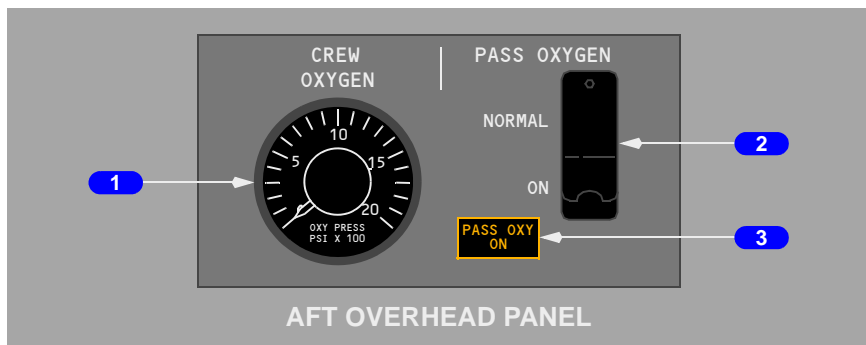 CREW
OXYGEN
PASS OXYGEN
10
5
15
20
OXY PRESS
PSI X 100
NORMAL
ON
PASS OXY
ON
1
2
3
AFT OVERHEAD PANEL